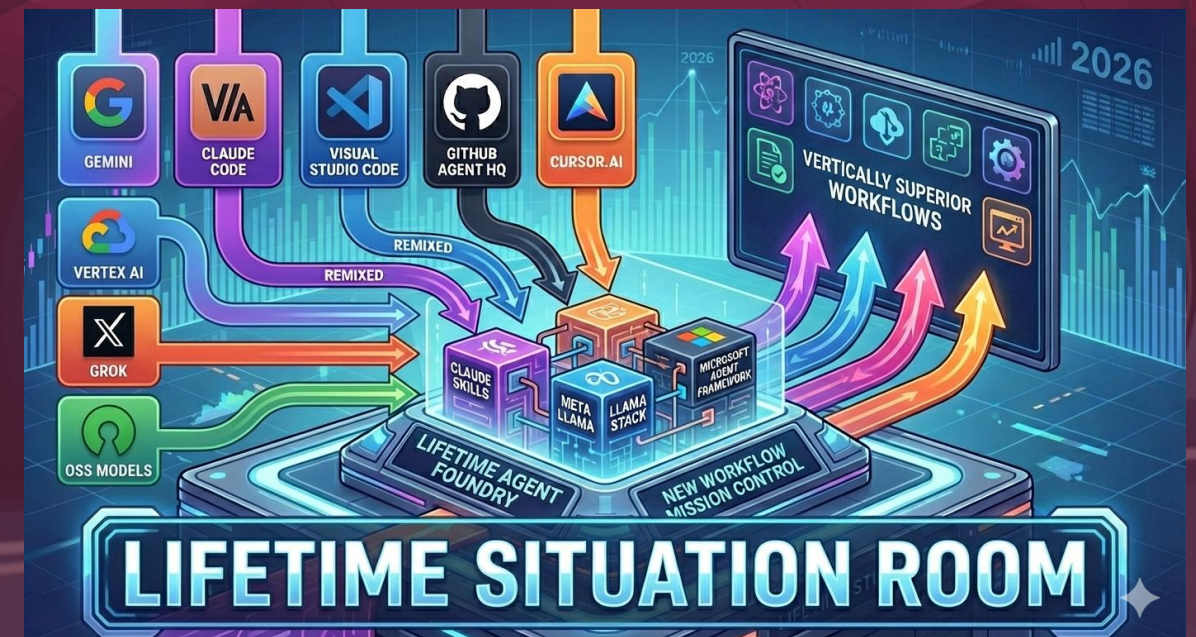 2026
2026
GEMINI
V/A
CLAUDE
CODE
VISUAL
STUDIO CODE
GITHUB
AGENT HQ
CURSOR.AI
VERTEX AI
X
GROK
OSS MODELS
REMIXED
REMIXED
VERTICALLY SUPERIOR
WORKFLOWS
CLAUDE
SKILLS
META
LLAMA
LLAMA
STACK
MICROSOFT
AGENT
FRAMEWORK
LIFETIME AGENT
FOUNDRY
NEW WORKFLOW
MISSION CONTROL
LIFETIME SITUATION ROOM